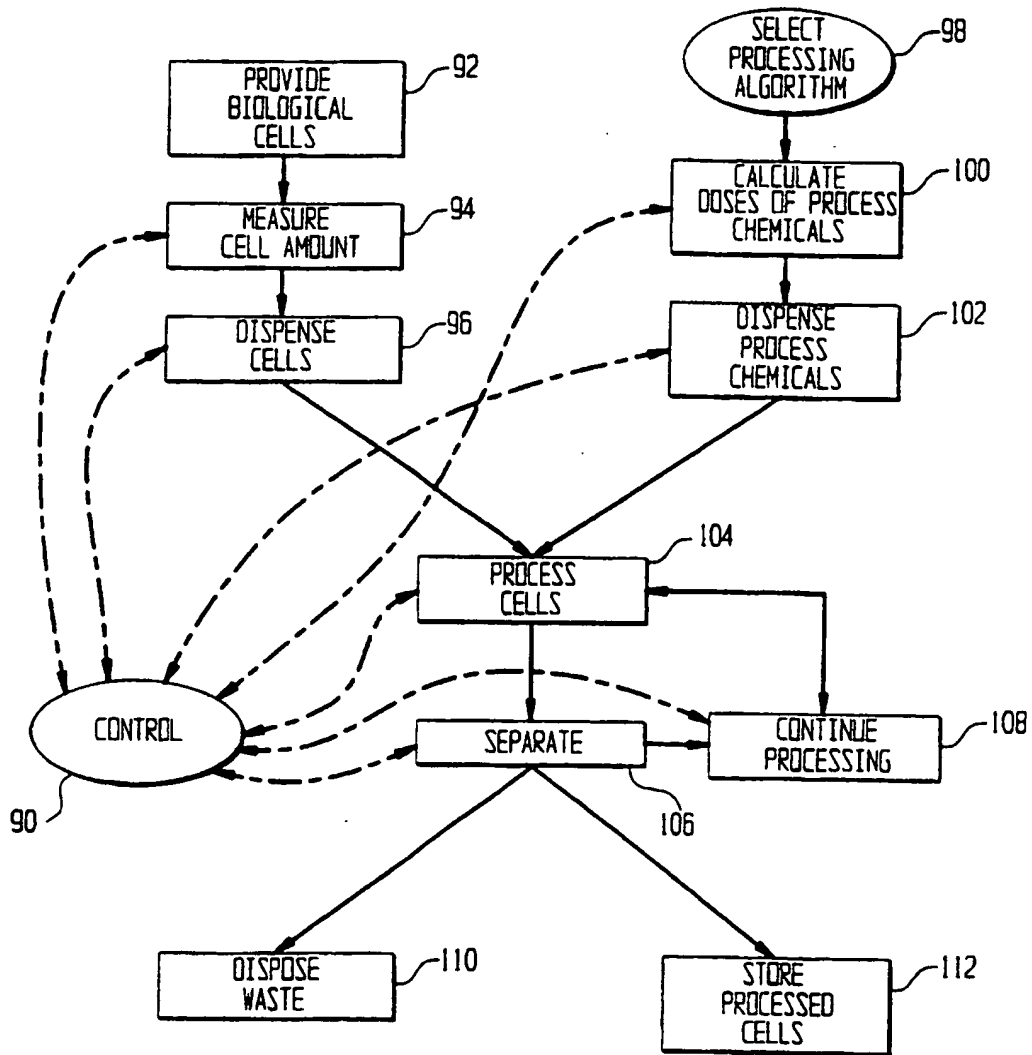 SELECT
PROCESSING
ALGORITHM
98
PROVIDE
BIOLOGICAL
CELLS
92
CALCULATE
DOSES OF PROCESS
CHEMICALS
100
MEASURE
CELL AMOUNT
94
DISPENSE
CELLS
96
DISPENSE
PROCESS
CHEMICALS
102
PROCESS
CELLS
104
CONTROL
90
SEPARATE
106
CONTINUE
PROCESSING
108
DISPOSE
WASTE
110
STORE
PROCESSED
CELLS
112